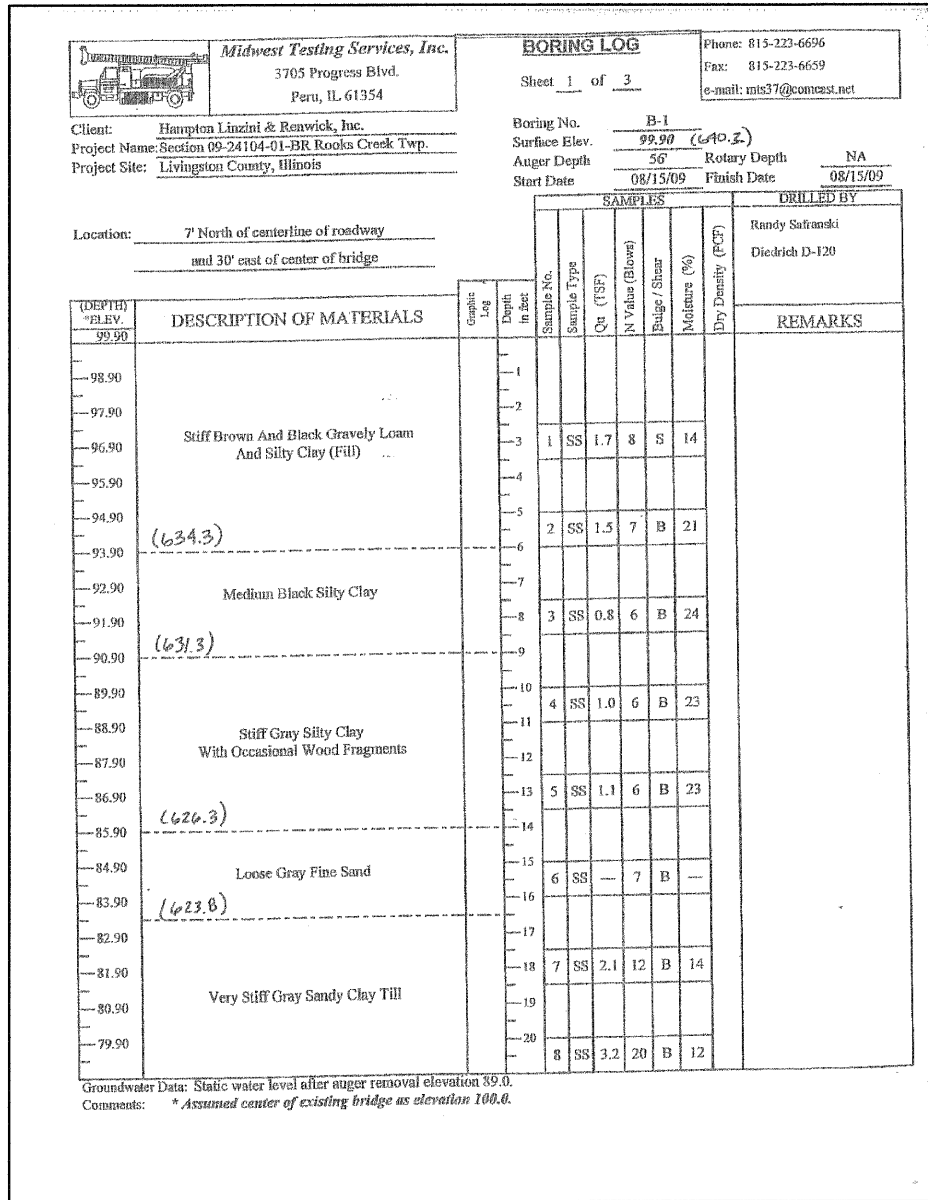 Midwest Testing Services, Inc.
3705 Progress Blvd.
Peru, IL 61354
BORING LOG
Sheet 1 of 3
Phone: 815-223-6696
Fax: 815-223-6659
e-mail: mts37@comcast.net
Client: Hampton Linzini & Renwick, Inc.
Project Name: Section 09-24104-01-BR Rooks Creek Twp.
Project Site: Livingston County, Illinois
Boring No. B-1
Surface Elev. 99.90 (640.3)
Auger Depth 56' Rotary Depth NA
Start Date 08/15/09 Finish Date 08/15/09
Location: 7' North of centerline of roadway
and 30' east of center of bridge
SAMPLES
DRILLED BY
Randy Safranski
Diedrich D-120
(DEPTH)
*ELEV.
99.90
DESCRIPTION OF MATERIALS
Graphic Log
Depth in feet
Sample No.
Sample Type
Qu (TSF)
N Value (Blows)
Bulge / Shear
Moisture (%)
Dry Density (PCF)
REMARKS
98.90 1
97.90 2
Stiff Brown And Black Gravely Loam
96.90 3 1 SS 1.7 8 S 14
And Silty Clay (Fill)
95.90 4
94.90 5
2 SS 1.5 7 B 21
(634.3)
93.90 6
92.90 Medium Black Silty Clay 7
91.90 8 3 SS 0.8 6 B 24
(631.3)
90.90 9
89.90 10
4 SS 1.0 6 B 23
88.90 Stiff Gray Silty Clay 11
With Occasional Wood Fragments
87.90 12
86.90 13 5 SS 1.1 6 B 23
(626.3)
85.90 14
84.90 Loose Gray Fine Sand 15
6 SS — 7 B —
83.90 (623.8) 16
82.90 17
81.90 18 7 SS 2.1 12 B 14
Very Stiff Gray Sandy Clay Till
80.90 19
79.90 20
8 SS 3.2 20 B 12
Groundwater Data: Static water level after auger removal elevation 89.0.
Comments: * Assumed center of existing bridge as elevation 100.0.